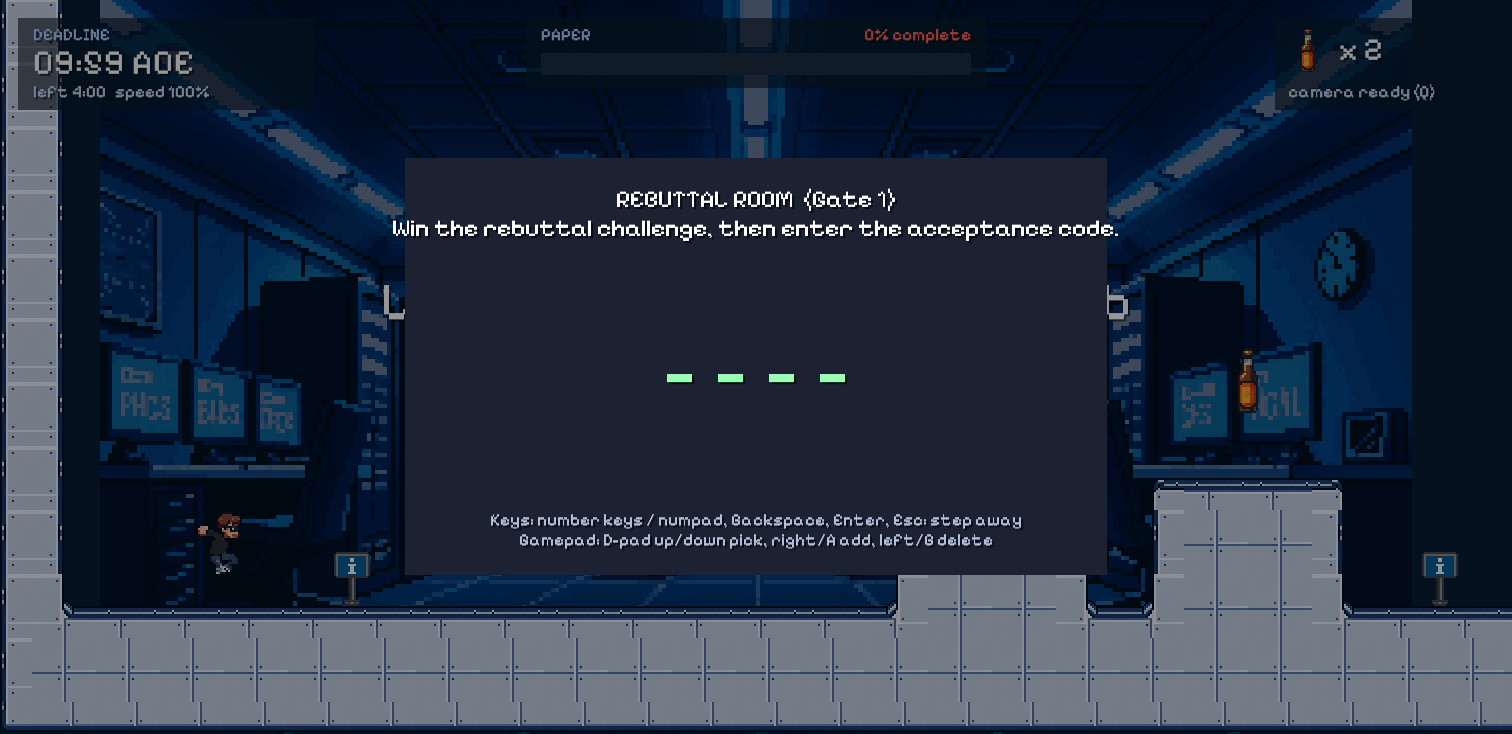 DEADLINE
09:59 AOE
left 4:00 speed 100%
PAPER
0% complete
x 2
camera ready (Q)
REBUTTAL ROOM (Gate 1)
Win the rebuttal challenge, then enter the acceptance code.
_ _ _ _
Keys: number keys / numpad, Backspace, Enter, Esc: step away
Gamepad: D-pad up/down pick, right/A add, left/B delete
i
i